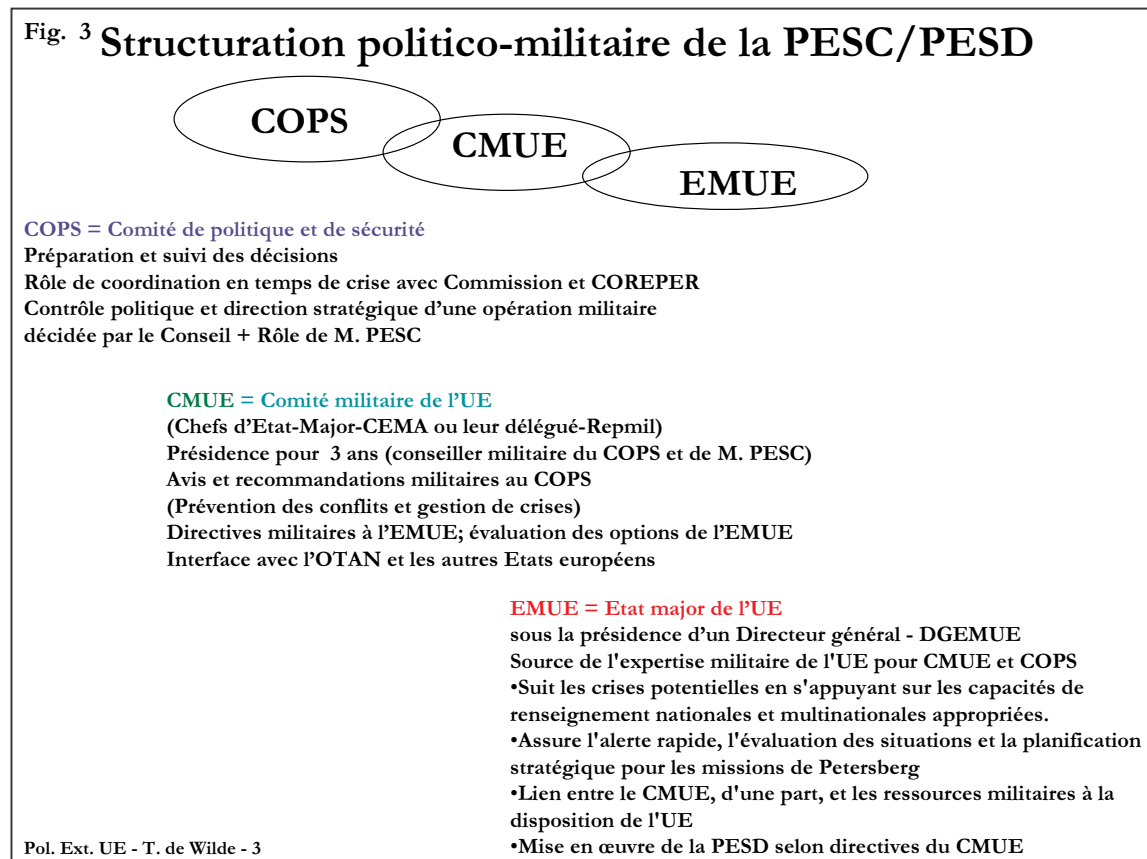 Fig. 3 Structuration politico-militaire de la PESC/PESD
COPS
CMUE
EMUE
COPS = Comité de politique et de sécurité
Préparation et suivi des décisions
Rôle de coordination en temps de crise avec Commission et COREPER
Contrôle politique et direction stratégique d’une opération militaire
décidée par le Conseil + Rôle de M. PESC
CMUE = Comité militaire de l’UE
(Chefs d’Etat-Major-CEMA ou leur délégué-Repmil)
Présidence pour 3 ans (conseiller militaire du COPS et de M. PESC)
Avis et recommandations militaires au COPS
(Prévention des conflits et gestion de crises)
Directives militaires à l’EMUE; évaluation des options de l’EMUE
Interface avec l’OTAN et les autres Etats européens
EMUE = Etat major de l’UE
sous la présidence d’un Directeur général - DGEMUE
Source de l'expertise militaire de l'UE pour CMUE et COPS
•Suit les crises potentielles en s'appuyant sur les capacités de
renseignement nationales et multinationales appropriées.
•Assure l'alerte rapide, l'évaluation des situations et la planification
stratégique pour les missions de Petersberg
•Lien entre le CMUE, d'une part, et les ressources militaires à la
disposition de l'UE
•Mise en œuvre de la PESD selon directives du CMUE
Pol. Ext. UE - T. de Wilde - 3